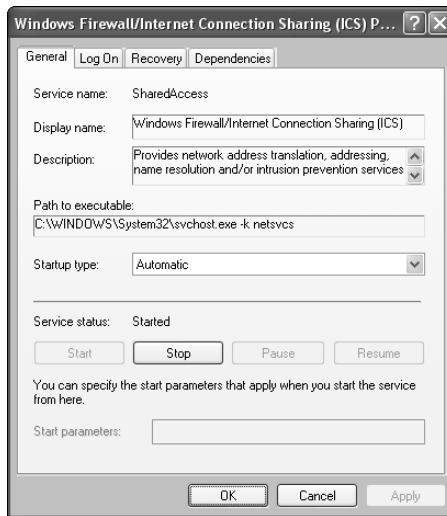 Windows Firewall/Internet Connection Sharing (ICS) P...
General Log On Recovery Dependencies
Service name: SharedAccess
Display name: Windows Firewall/Internet Connection Sharing (ICS)
Description: Provides network address translation, addressing,
name resolution and/or intrusion prevention services
Path to executable:
C:\WINDOWS\System32\svchost.exe -k netsvcs
Startup type: Automatic
Service status: Started
Start Stop Pause Resume
You can specify the start parameters that apply when you start the service
from here.
Start parameters:
OK Cancel Apply